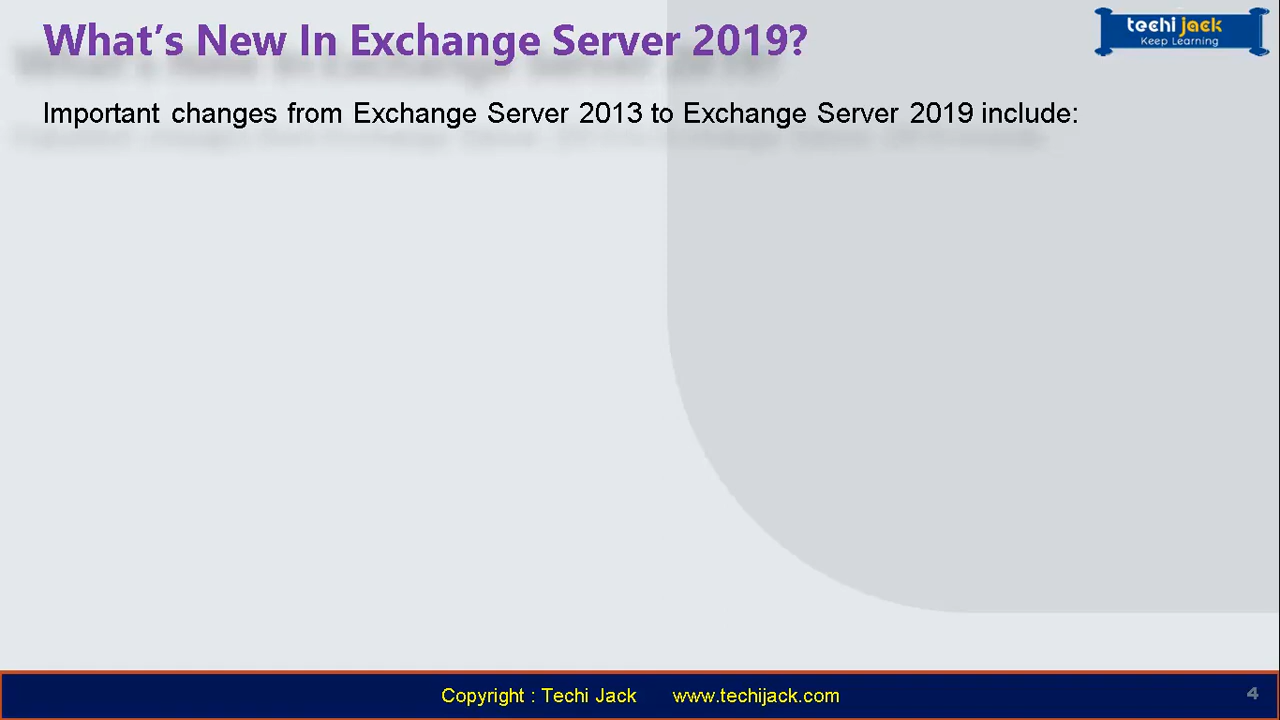 What's New In Exchange Server 2019?
techi jack
Keep Learning
Important changes from Exchange Server 2013 to Exchange Server 2019 include:
Copyright : Techi Jack www.techijack.com
4